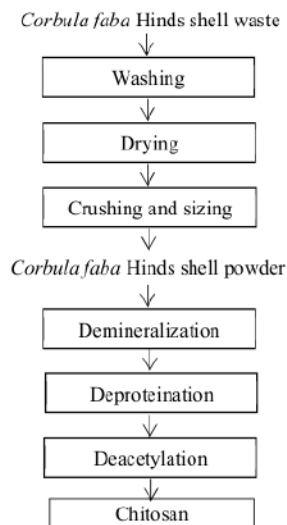 Corbula faba Hinds shell waste
Washing
Drying
Crushing and sizing
Corbula faba Hinds shell powder
Demineralization
Deproteination
Deacetylation
Chitosan